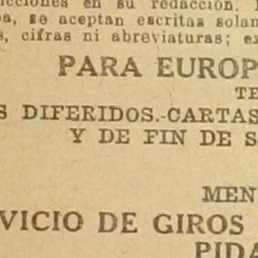 ucciones en su redacción.
a, se aceptan escritas solam
s, cifras ni abreviaturas; ex
PARA EUROP
TE
S DIFERIDOS.-CARTAS
Y DE FIN DE S
MEN
VICIO DE GIROS
PIDA